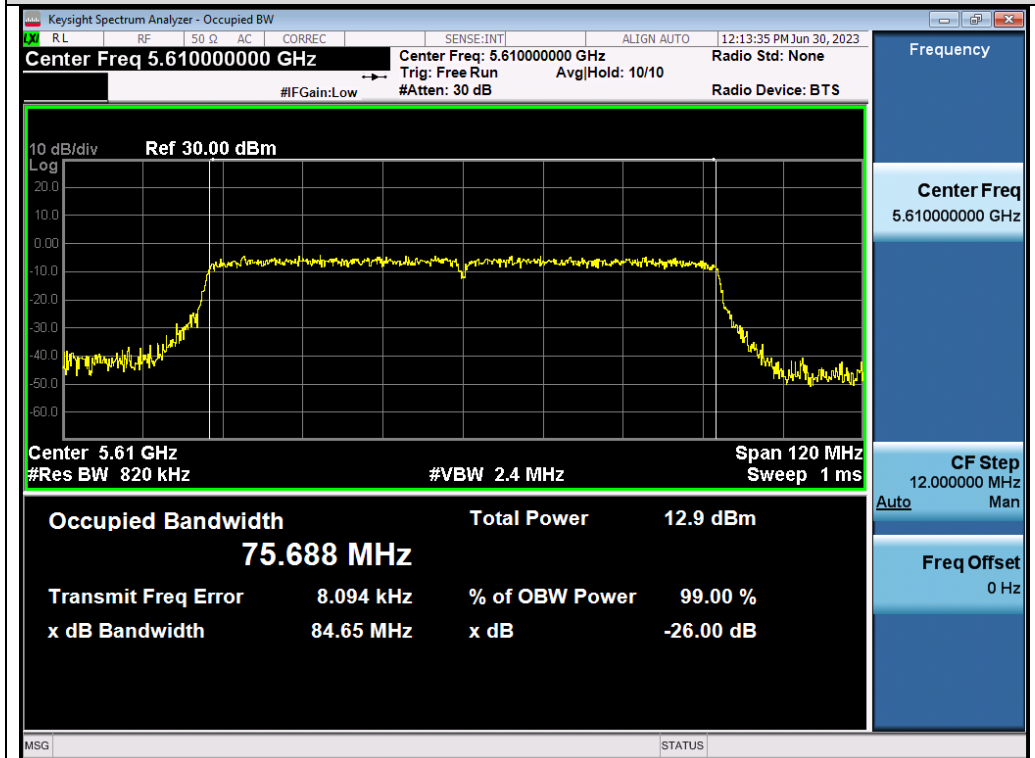 Keysight Spectrum Analyzer - Occupied BW
LXI RL RF 50 Ω AC CORREC SENSE:INT ALIGN AUTO 12:13:35 PM Jun 30, 2023
Center Freq 5.610000000 GHz
Center Freq: 5.610000000 GHz
Radio Std: None
Trig: Free Run Avg|Hold: 10/10
#IFGain:Low
#Atten: 30 dB
Radio Device: BTS
10 dB/div Ref 30.00 dBm
Log
20.0
10.0
0.00
-10.0
-20.0
-30.0
-40.0
-50.0
-60.0
Center 5.61 GHz Span 120 MHz
#Res BW 820 kHz #VBW 2.4 MHz Sweep 1 ms
Occupied Bandwidth Total Power 12.9 dBm
75.688 MHz
Transmit Freq Error 8.094 kHz % of OBW Power 99.00 %
x dB Bandwidth 84.65 MHz x dB -26.00 dB
Frequency
Center Freq
5.610000000 GHz
CF Step
12.000000 MHz
Auto Man
Freq Offset
0 Hz
MSG STATUS